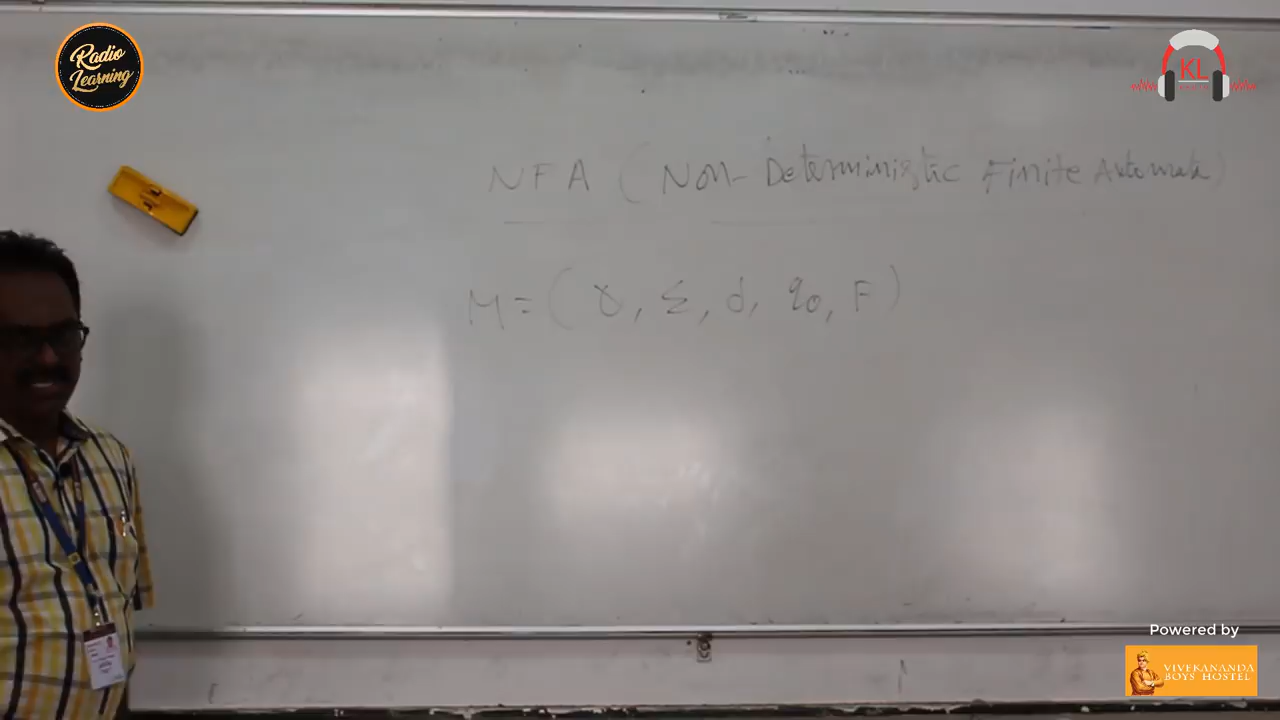 Radio
Learning
KL
NFA (Non-Deterministic Finite Automata)
M = (Q, Σ, δ, q0, F)
Powered by
VIVEKANANDA
BOYS HOSTEL